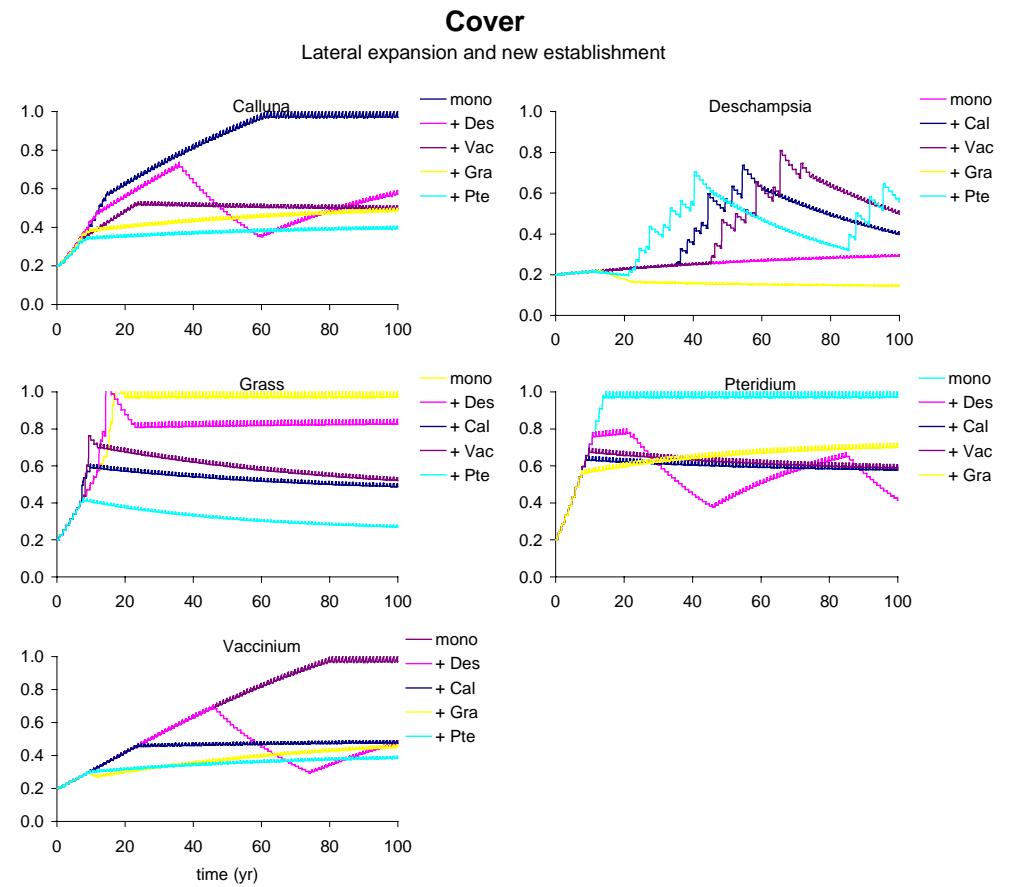 Cover
Lateral expansion and new establishment
Calluna
1.0
0.8
0.6
0.4
0.2
0.0
0 20 40 60 80 100
mono
+ Des
+ Vac
+ Gra
+ Pte
Deschampsia
1.0
0.8
0.6
0.4
0.2
0.0
0 20 40 60 80 100
mono
+ Cal
+ Vac
+ Gra
+ Pte
Grass
1.0
0.8
0.6
0.4
0.2
0.0
0 20 40 60 80 100
mono
+ Des
+ Cal
+ Vac
+ Pte
Pteridium
1.0
0.8
0.6
0.4
0.2
0.0
0 20 40 60 80 100
mono
+ Des
+ Cal
+ Vac
+ Gra
Vaccinium
1.0
0.8
0.6
0.4
0.2
0.0
0 20 40 60 80 100
time (yr)
mono
+ Des
+ Cal
+ Gra
+ Pte